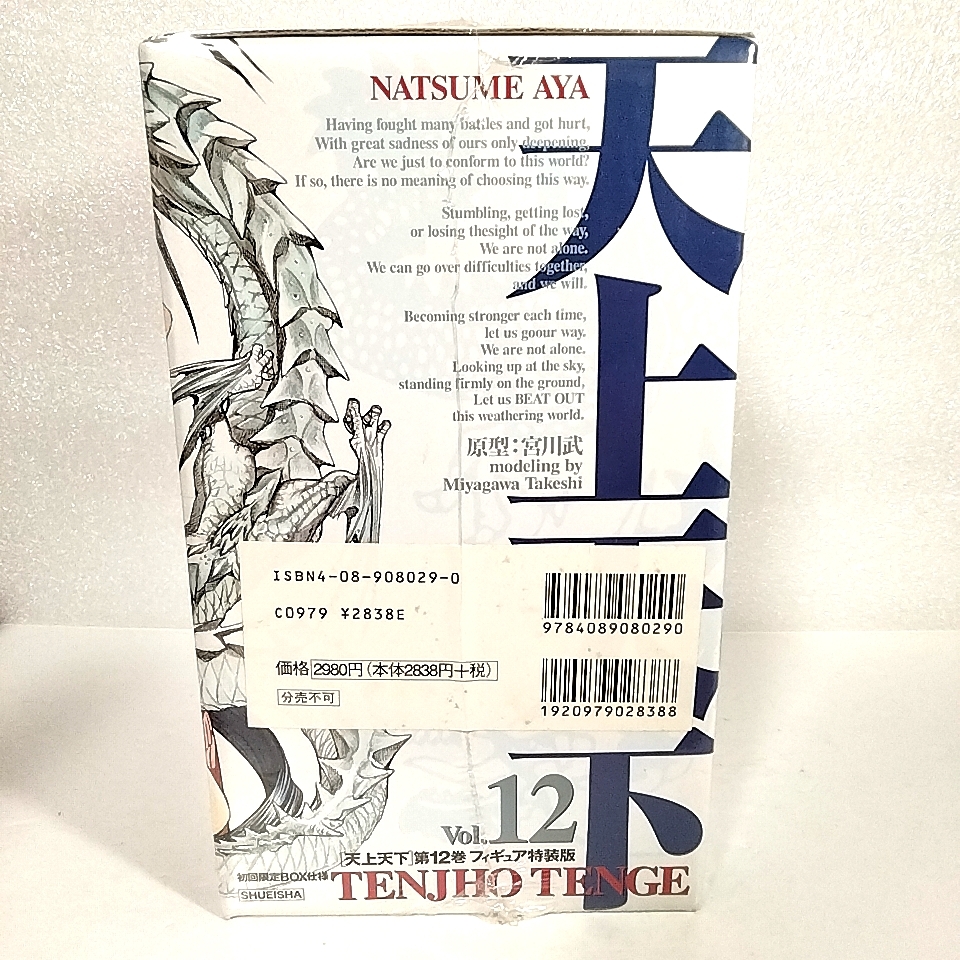 NATSUME AYA
Having fought many battles and got hurt,
With great sadness of ours only deepening,
Are we just to conform to this world?
If so, there is no meaning of choosing this way.
Stumbling, getting lost,
or losing thesight of the way,
We are not alone.
We can go over difficulties together,
and we will.
Becoming stronger each time,
let us goour way.
We are not alone.
Looking up at the sky,
standing firmly on the ground,
Let us BEAT OUT
this weathering world.
原型:宮川武
modeling by
Miyagawa Takeshi
天上天下
ISBN4-08-908029-0
C0979 ¥2838E
9784089080290
価格 2980円(本体2838円+税)
分売不可
1920979028388
Vol.12
[天上天下]第12巻 フィギュア特装版
初回限定BOX仕様
SHUEISHA
TENJHO TENGE